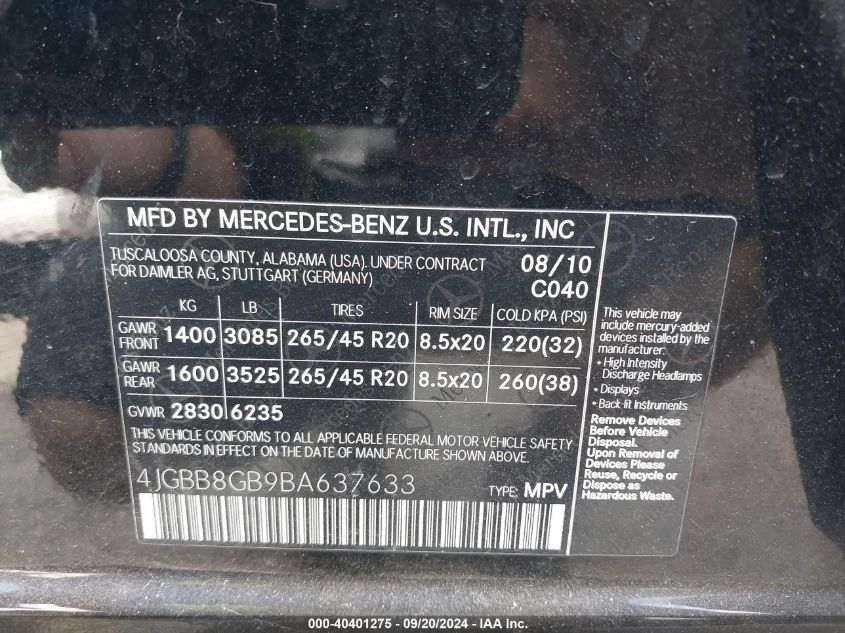 MFD BY MERCEDES-BENZ U.S. INTL., INC
TUSCALOOSA COUNTY, ALABAMA (USA). UNDER CONTRACT
FOR DAIMLER AG, STUTTGART (GERMANY)
08/10
C040
KG LB TIRES RIM SIZE COLD KPA (PSI)
GAWR FRONT 1400 3085 265/45 R20 8.5x20 220(32)
GAWR REAR 1600 3525 265/45 R20 8.5x20 260(38)
GVWR 2830 6235
THIS VEHICLE CONFORMS TO ALL APPLICABLE FEDERAL MOTOR VEHICLE SAFETY
STANDARDS IN EFFECT ON THE DATE OF MANUFACTURE SHOWN ABOVE.
4JGBB8GB9BA637633
TYPE: MPV
This vehicle may
include mercury-added
devices installed by the
manufacturer:
• High Intensity
Discharge Headlamps
• Displays
• Back-lit Instruments
Remove Devices
Before Vehicle
Disposal.
Upon Removal of
Devices Please
Reuse, Recycle or
Dispose as
Hazardous Waste.
000-40401275 - 09/20/2024 - IAA Inc.